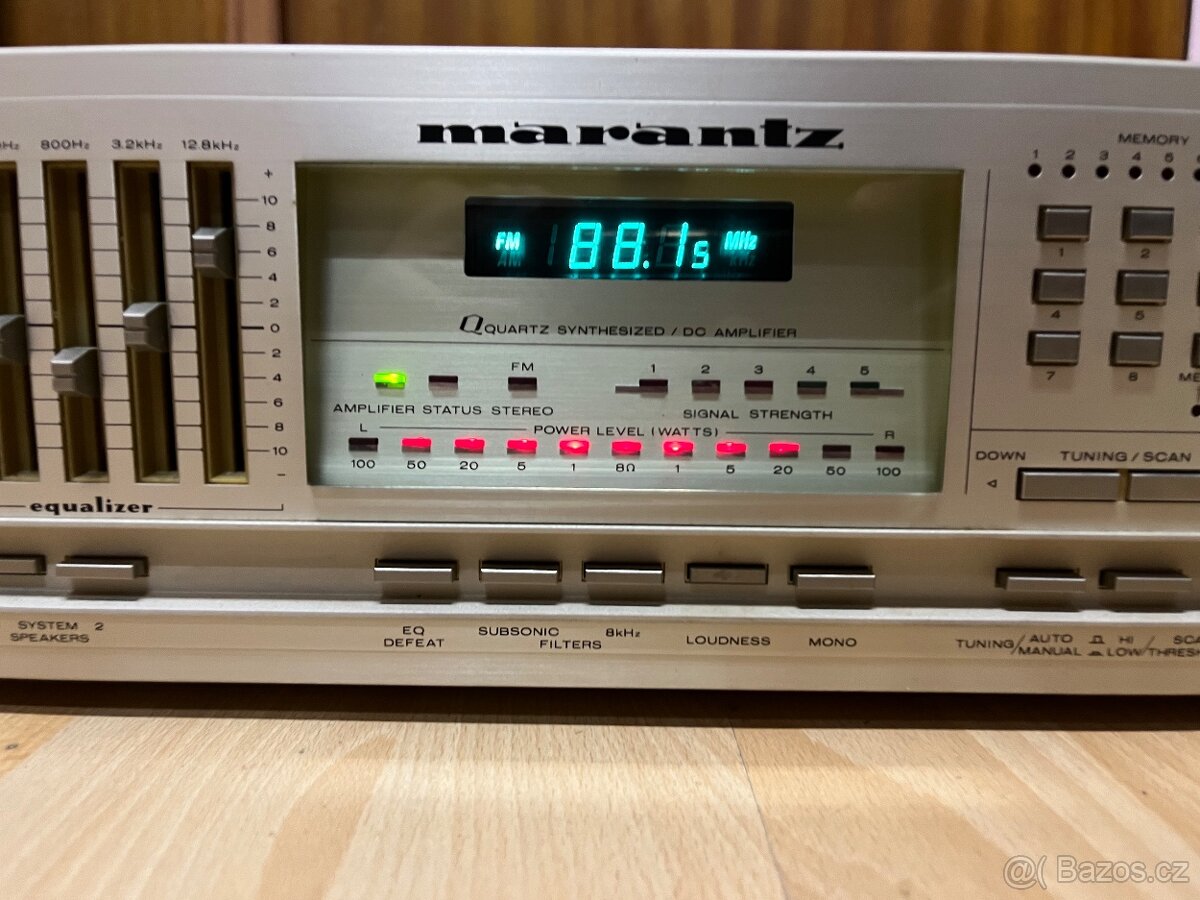 marantz
800Hz 3.2kHz 12.8kHz
+
10
8
6
4
2
0
2
4
6
8
10
−
equalizer
FM 88.1s MHz
QUARTZ SYNTHESIZED / DC AMPLIFIER
FM 1 2 3 4 5
AMPLIFIER STATUS STEREO SIGNAL STRENGTH
L POWER LEVEL (WATTS) R
100 50 20 5 1 8Ω 1 5 20 50 100
MEMORY
1 2 3 4 5
1 2
4 5
7 8
DOWN TUNING/SCAN
SYSTEM 2
SPEAKERS
EQ
DEFEAT
SUBSONIC 8kHz
FILTERS
LOUDNESS
MONO
TUNING/AUTO HI
MANUAL LOW/
@( Bazos.cz